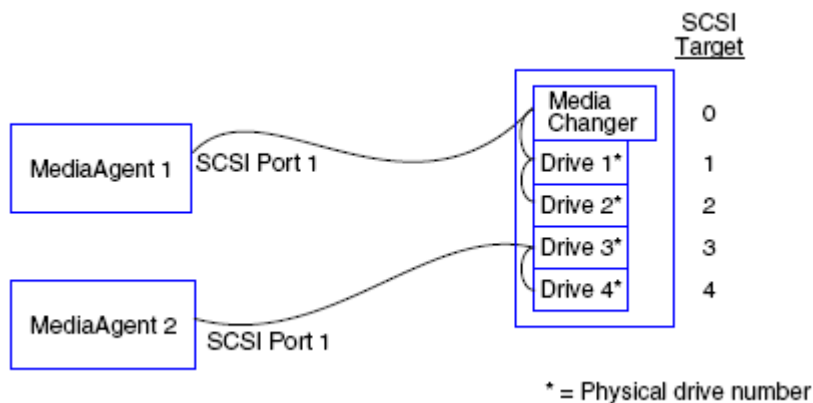 SCSI
Target
Media
Changer
0
MediaAgent 1
SCSI Port 1
Drive 1*
1
Drive 2*
2
Drive 3*
3
Drive 4*
4
MediaAgent 2
SCSI Port 1
* = Physical drive number